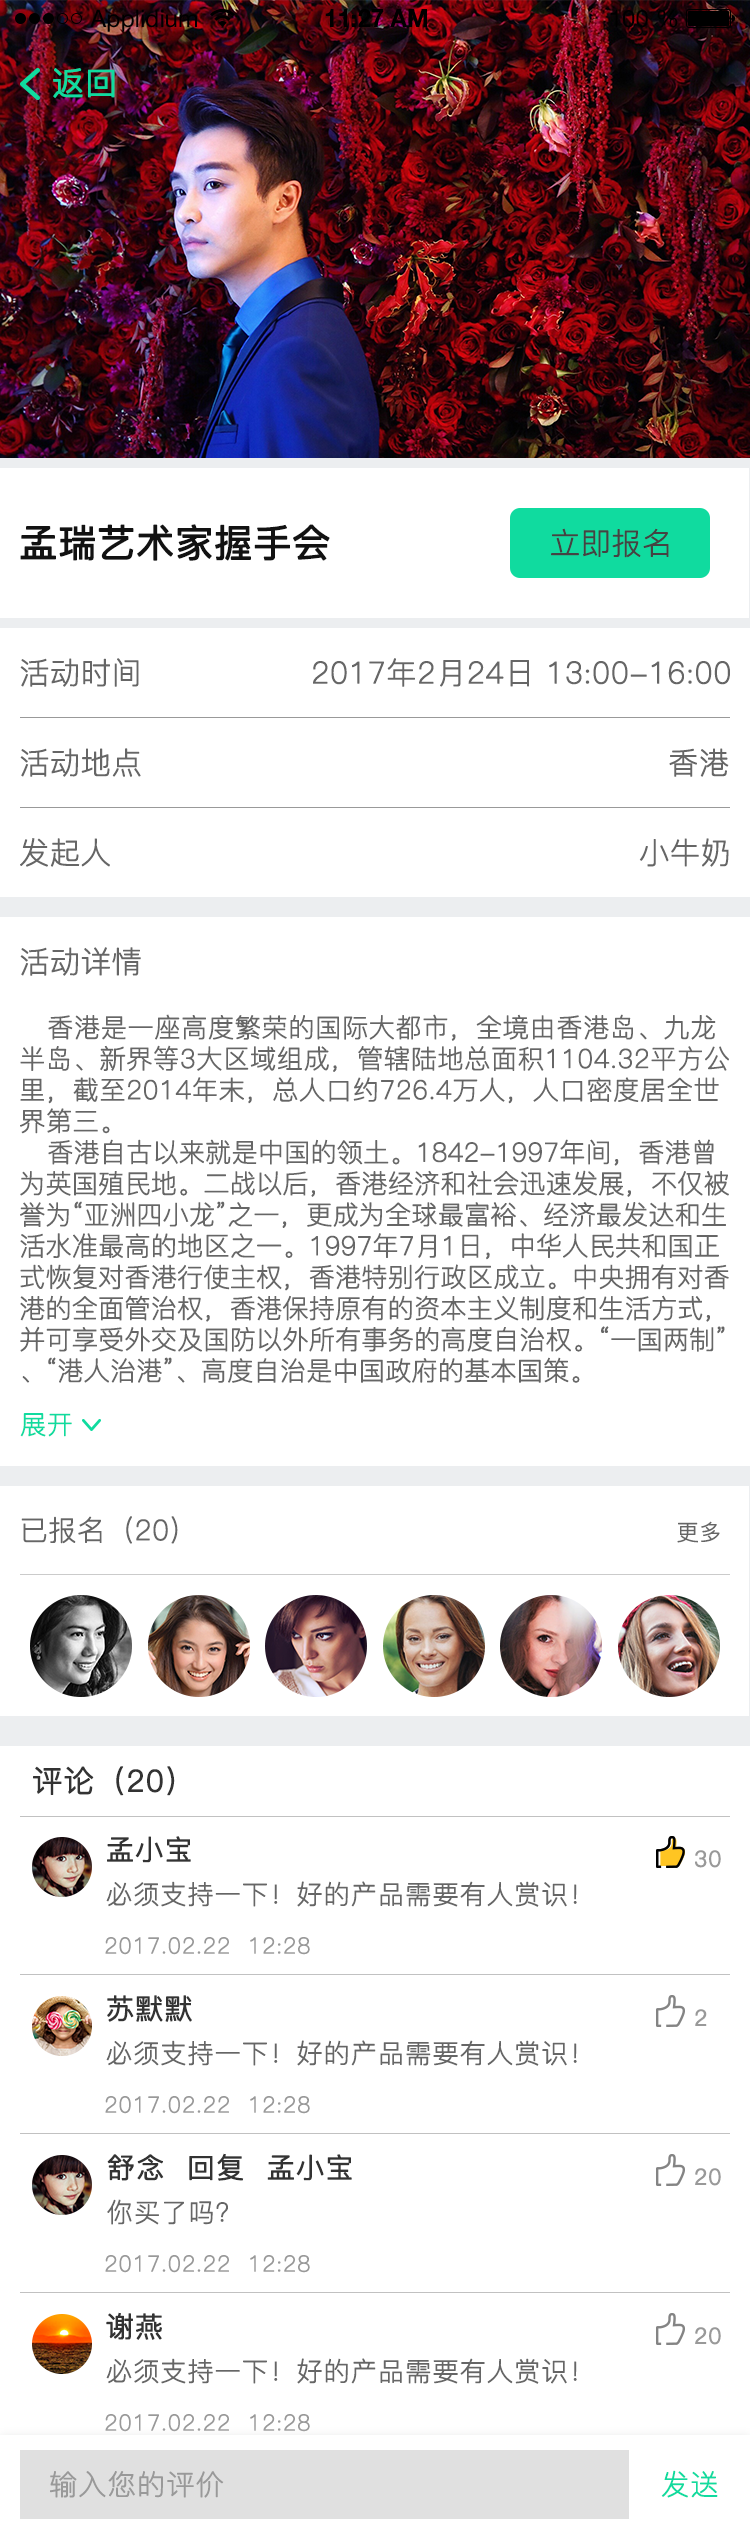 Applidium 11:27 AM
返回
孟瑞艺术家握手会
立即报名
活动时间 2017年2月24日 13:00-16:00
活动地点 香港
发起人 小牛奶
活动详情
香港是一座高度繁荣的国际大都市，全境由香港岛、九龙
半岛、新界等3大区域组成，管辖陆地总面积1104.32平方公
里，截至2014年末，总人口约726.4万人，人口密度居全世
界第三。
香港自古以来就是中国的领土。1842-1997年间，香港曾
为英国殖民地。二战以后，香港经济和社会迅速发展，不仅被
誉为“亚洲四小龙”之一，更成为全球最富裕、经济最发达和生
活水准最高的地区之一。1997年7月1日，中华人民共和国正
式恢复对香港行使主权，香港特别行政区成立。中央拥有对香
港的全面管治权，香港保持原有的资本主义制度和生活方式，
并可享受外交及国防以外所有事务的高度自治权。“一国两制”
、“港人治港”、高度自治是中国政府的基本国策。
展开
已报名（20） 更多
评论（20）
孟小宝 30
必须支持一下！好的产品需要有人赏识！
2017.02.22 12:28
苏默默 2
必须支持一下！好的产品需要有人赏识！
2017.02.22 12:28
舒念 回复 孟小宝 20
你买了吗？
2017.02.22 12:28
谢燕 20
必须支持一下！好的产品需要有人赏识！
2017.02.22 12:28
输入您的评价 发送